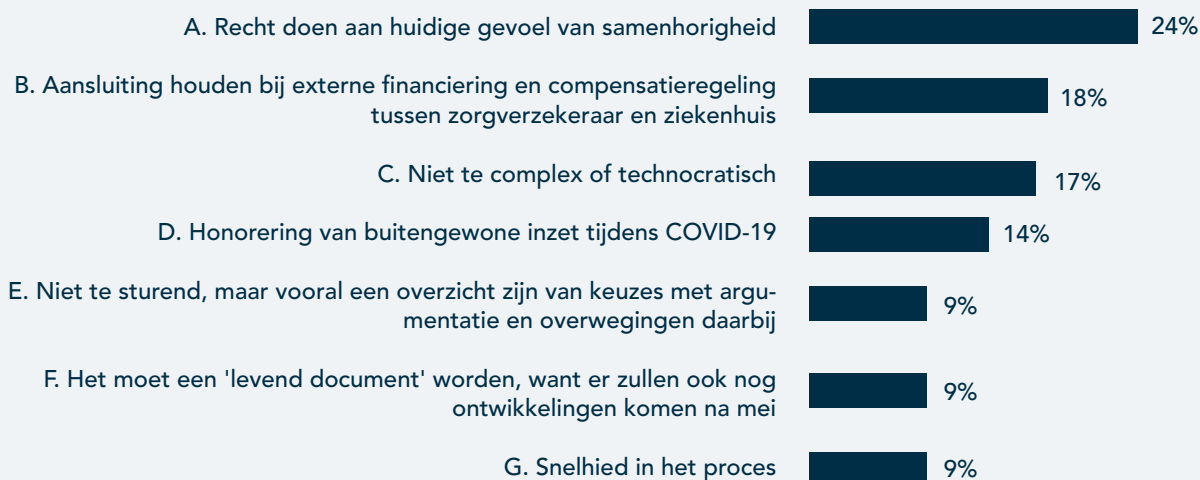 A. Recht doen aan huidige gevoel van samenhorigheid
24%
B. Aansluiting houden bij externe financiering en compensatieregeling
tussen zorgverzekeraar en ziekenhuis
18%
C. Niet te complex of technocratisch
17%
D. Honorering van buitengewone inzet tijdens COVID-19
14%
E. Niet te sturend, maar vooral een overzicht zijn van keuzes met argu-
mentatie en overwegingen daarbij
9%
F. Het moet een 'levend document' worden, want er zullen ook nog
ontwikkelingen komen na mei
9%
G. Snelhied in het proces
9%